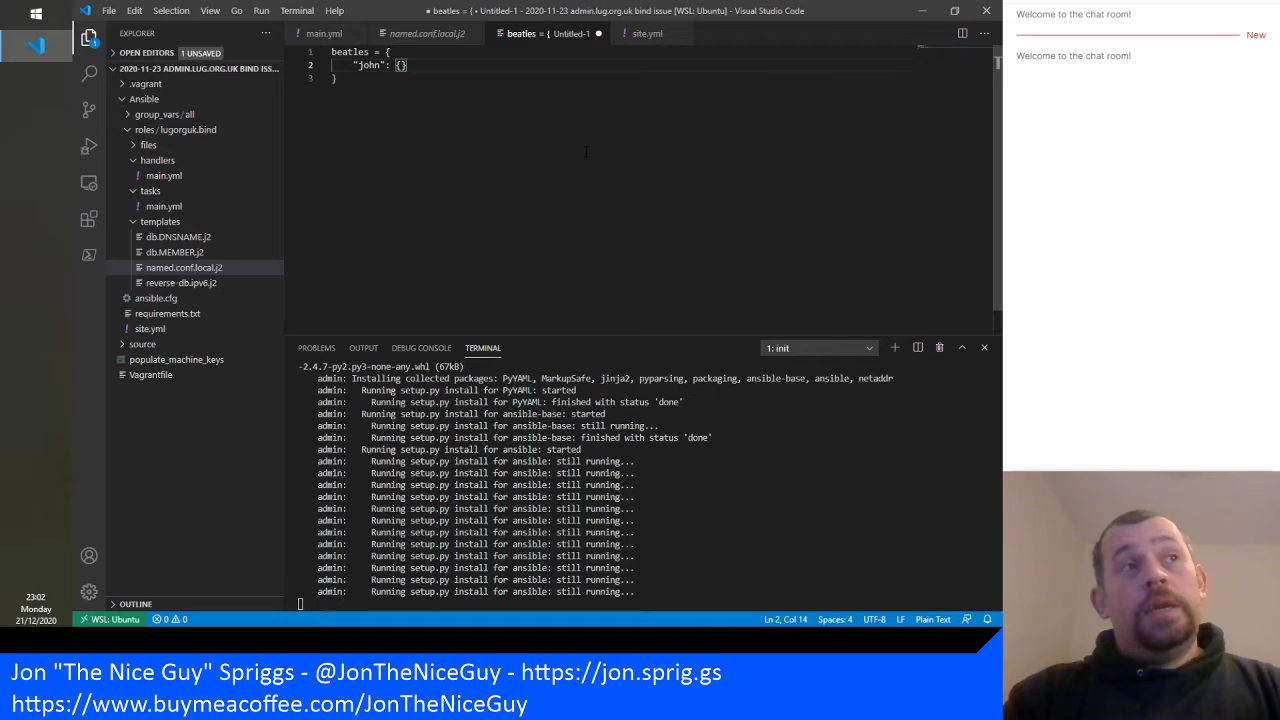 File Edit Selection View Go Run Terminal Help
● beatles = { • Untitled-1 - 2020-11-23 admin.lug.org.uk bind issue [WSL: Ubuntu] - Visual Studio Code
EXPLORER
OPEN EDITORS 1 UNSAVED
2020-11-23 ADMIN.LUG.ORG.UK BIND ISS...
.vagrant
Ansible
group_vars / all
roles / lugorguk.bind
files
handlers
main.yml
tasks
main.yml
templates
db.DNSNAME.j2
db.MEMBER.j2
named.conf.local.j2
reverse-db.ipv6.j2
ansible.cfg
requirements.txt
site.yml
source
populate_machine_keys
Vagrantfile
OUTLINE
main.yml
named.conf.local.j2
beatles = { Untitled-1
site.yml
1 beatles = {
2 "john": {}
3 }
PROBLEMS OUTPUT DEBUG CONSOLE TERMINAL
1: init
-2.4.7-py2.py3-none-any.whl (67kB)
admin: Installing collected packages: PyYAML, MarkupSafe, jinja2, pyparsing, packaging, ansible-base, ansible, netaddr
admin: Running setup.py install for PyYAML: started
admin: Running setup.py install for PyYAML: finished with status 'done'
admin: Running setup.py install for ansible-base: started
admin: Running setup.py install for ansible-base: still running...
admin: Running setup.py install for ansible-base: finished with status 'done'
admin: Running setup.py install for ansible: started
admin: Running setup.py install for ansible: still running...
admin: Running setup.py install for ansible: still running...
admin: Running setup.py install for ansible: still running...
admin: Running setup.py install for ansible: still running...
admin: Running setup.py install for ansible: still running...
admin: Running setup.py install for ansible: still running...
admin: Running setup.py install for ansible: still running...
admin: Running setup.py install for ansible: still running...
admin: Running setup.py install for ansible: still running...
admin: Running setup.py install for ansible: still running...
admin: Running setup.py install for ansible: still running...
admin: Running setup.py install for ansible: still running...
23:02
Monday
21/12/2020
WSL: Ubuntu 0 0
Ln 2, Col 14 Spaces: 4 UTF-8 LF Plain Text
Welcome to the chat room!
New
Welcome to the chat room!
1
Jon "The Nice Guy" Spriggs - @JonTheNiceGuy - https://jon.sprig.gs
https://www.buymeacoffee.com/JonTheNiceGuy